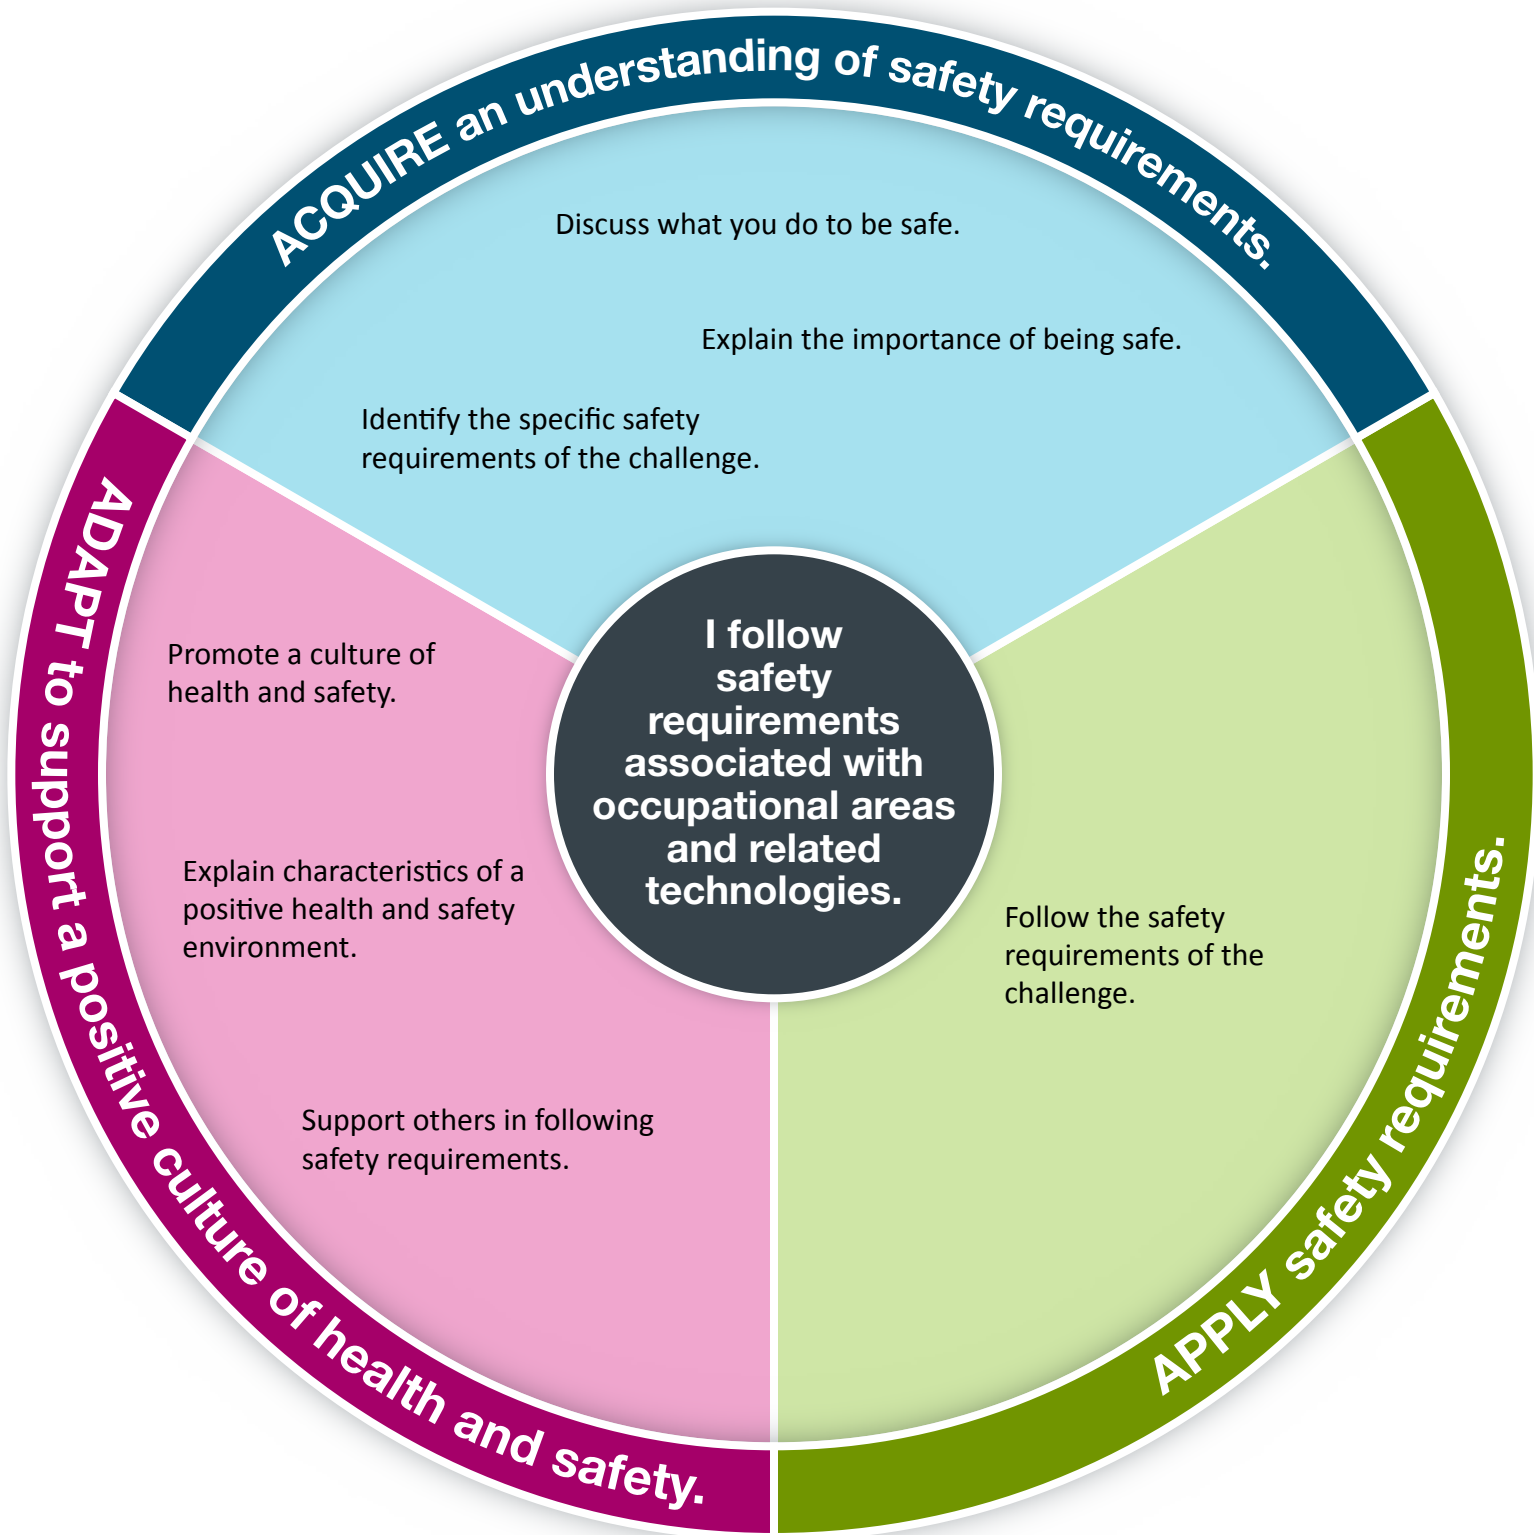 ACQUIRE an understanding of safety requirements.
Discuss what you do to be safe.
Explain the importance of being safe.
Identify the specific safety
requirements of the challenge.
I follow
safety
requirements
associated with
occupational areas
and related
technologies.
APPLY safety requirements.
Follow the safety
requirements of the
challenge.
ADAPT to support a positive culture of health and safety.
Promote a culture of
health and safety.
Explain characteristics of a
positive health and safety
environment.
Support others in following
safety requirements.